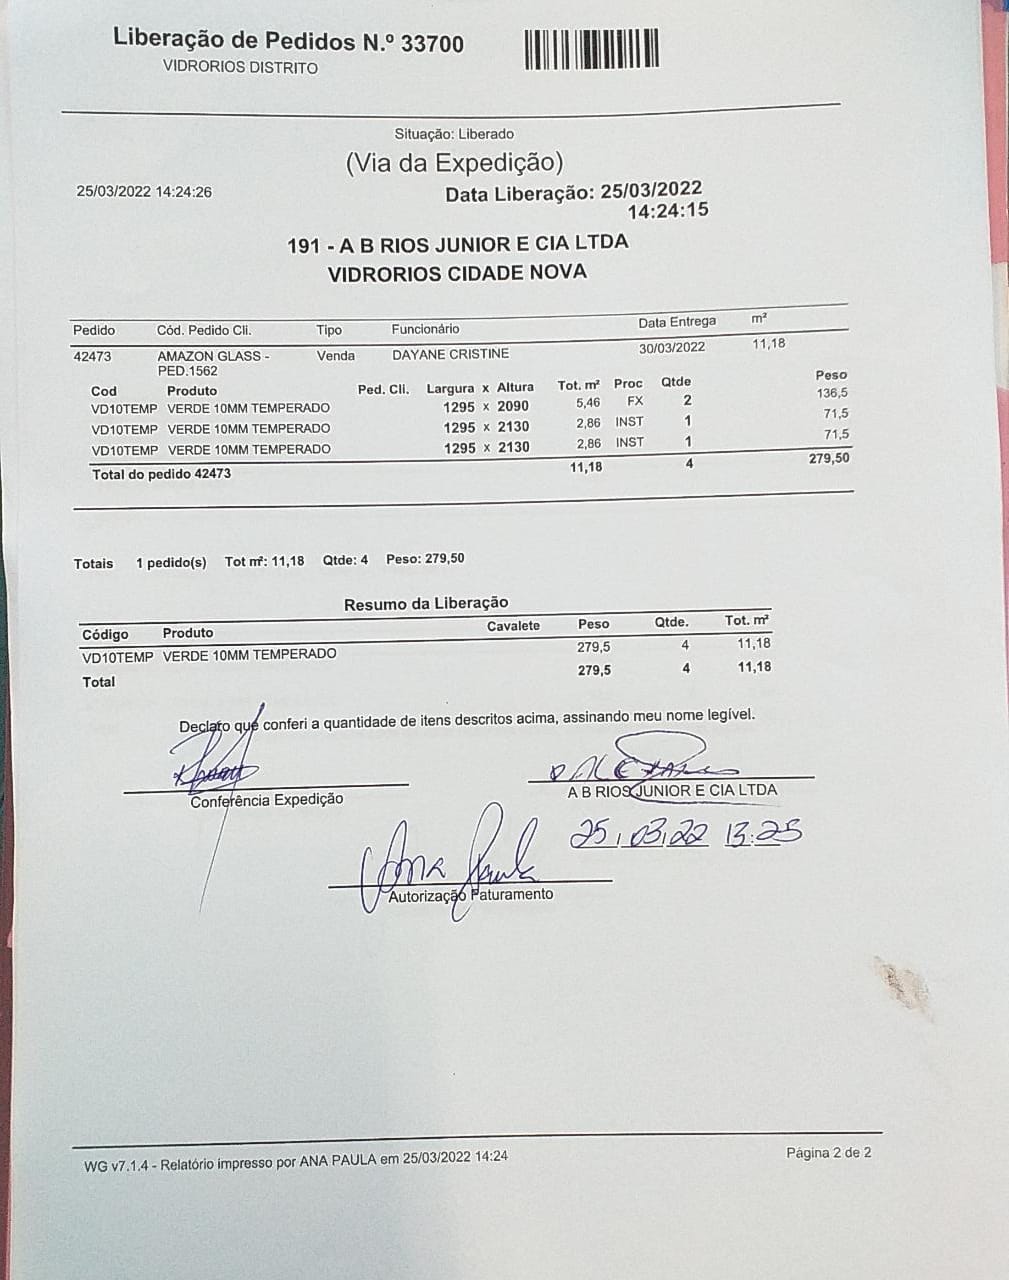 Liberação de Pedidos N.º 33700
VIDRORIOS DISTRITO
Situação: Liberado
(Via da Expedição)
25/03/2022 14:24:26
Data Liberação: 25/03/2022
14:24:15
191 - A B RIOS JUNIOR E CIA LTDA
VIDRORIOS CIDADE NOVA
Pedido Cód. Pedido Cli. Tipo Funcionário Data Entrega m²
42473 AMAZON GLASS - Venda DAYANE CRISTINE 30/03/2022 11,18
PED.1562
Cod Produto Ped. Cli. Largura x Altura Tot. m² Proc Qtde Peso
VD10TEMP VERDE 10MM TEMPERADO 1295 x 2090 5,46 FX 2 136,5
VD10TEMP VERDE 10MM TEMPERADO 1295 x 2130 2,86 INST 1 71,5
VD10TEMP VERDE 10MM TEMPERADO 1295 x 2130 2,86 INST 1 71,5
Total do pedido 42473 11,18 4 279,50
Totais 1 pedido(s) Tot m²: 11,18 Qtde: 4 Peso: 279,50
Resumo da Liberação
Código Produto Cavalete Peso Qtde. Tot. m²
VD10TEMP VERDE 10MM TEMPERADO 279,5 4 11,18
Total 279,5 4 11,18
Declaro que conferi a quantidade de itens descritos acima, assinando meu nome legível.
Conferência Expedição
A B RIOS JUNIOR E CIA LTDA
25,03,22 13:25
Ana Paula
Autorização Faturamento
WG v7.1.4 - Relatório impresso por ANA PAULA em 25/03/2022 14:24
Página 2 de 2